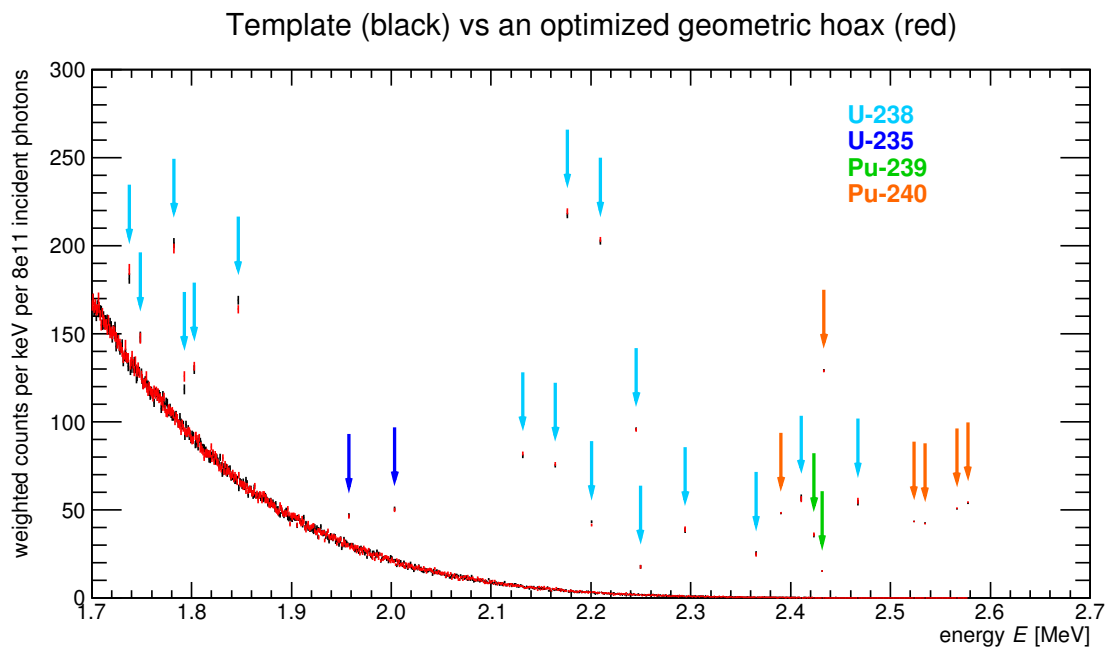 Template (black) vs an optimized geometric hoax (red)
weighted counts per keV per 8e11 incident photons
300
250
200
150
100
50
0
U-238
U-235
Pu-239
Pu-240
1.7 1.8 1.9 2.0 2.1 2.2 2.3 2.4 2.5 2.6 2.7
energy E [MeV]